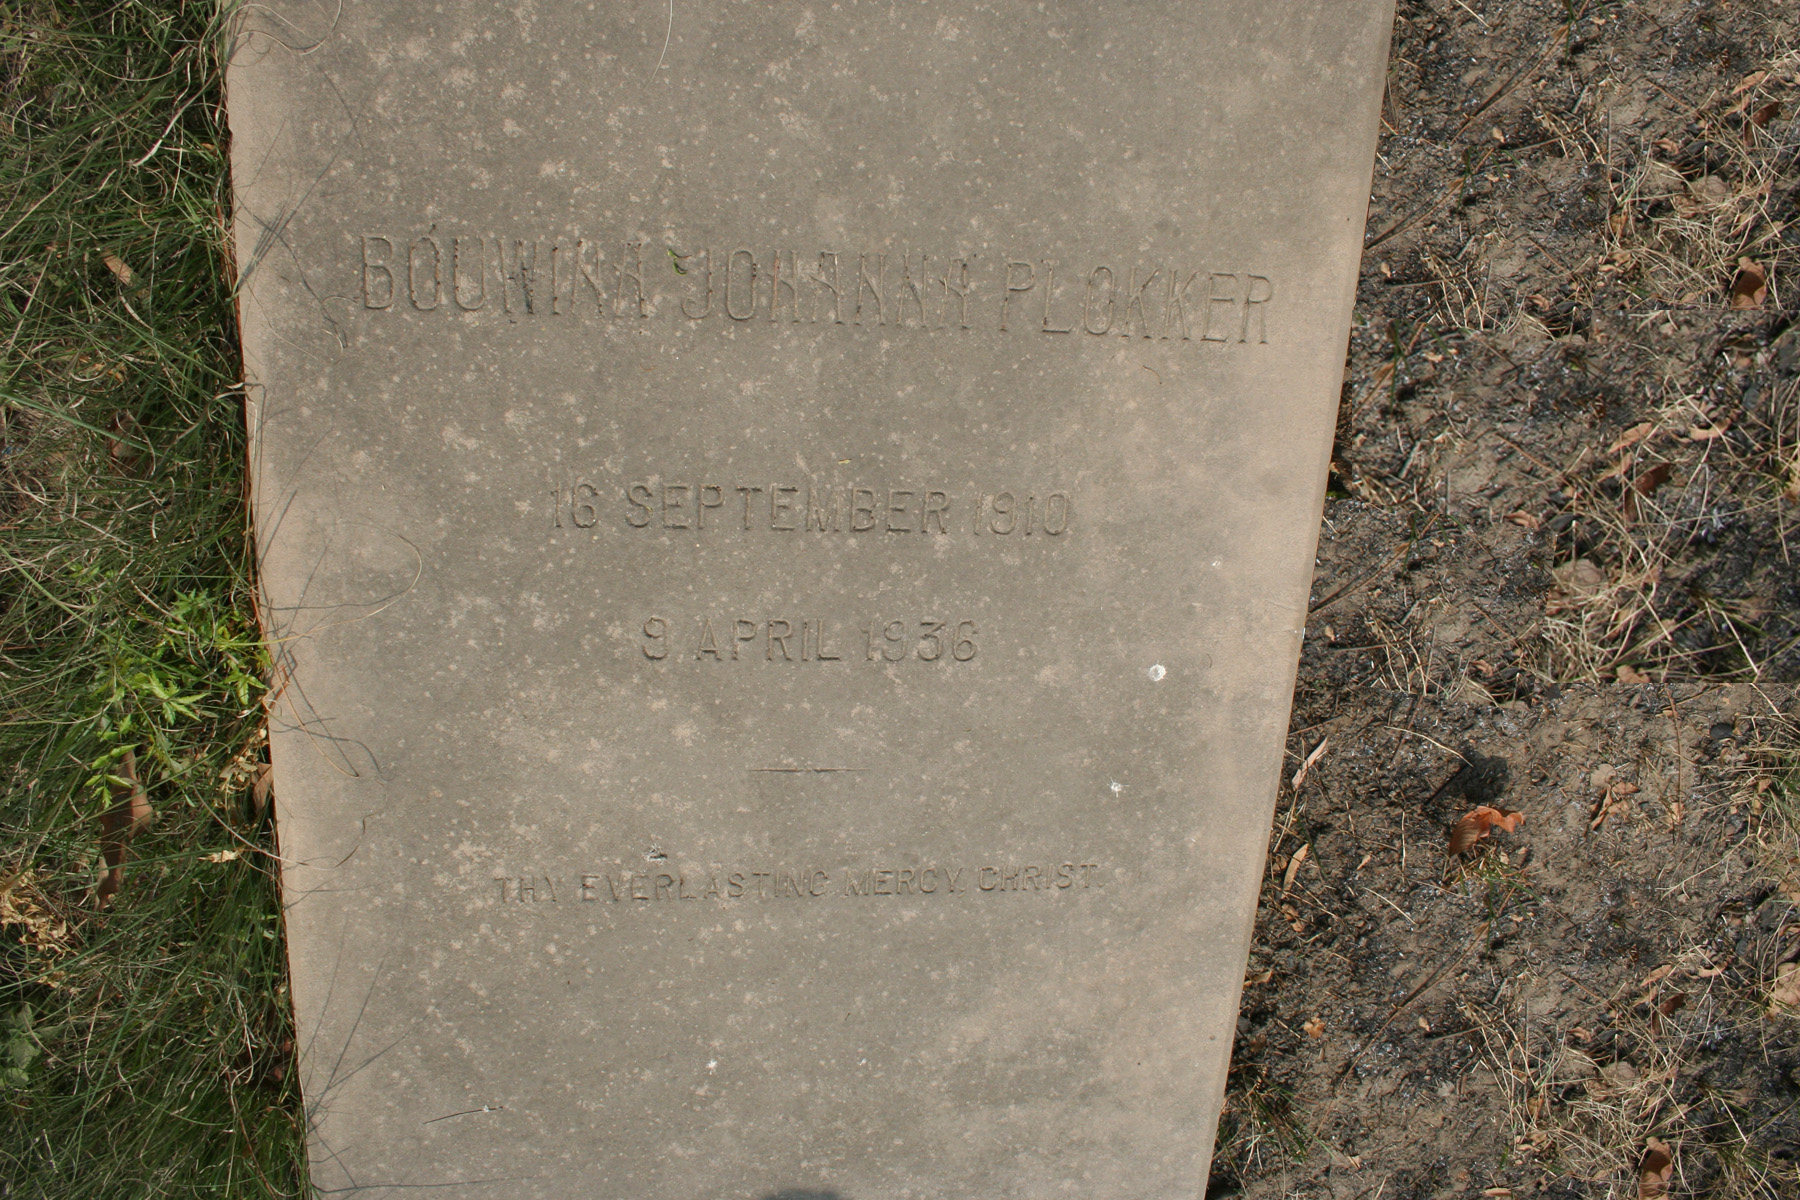 BOUWINA JOHANNA PLOKKER
16 SEPTEMBER 1910
9 APRIL 1936
THY EVERLASTING MERCY. CHRIST.